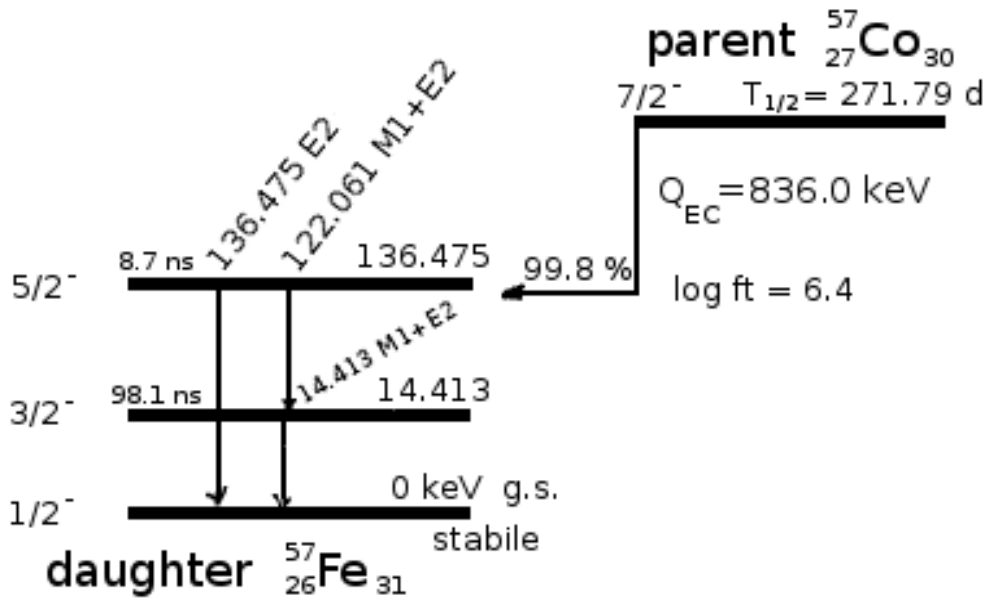 parent ⁵⁷₂₇Co₃₀
7/2⁻ T₁/₂ = 271.79 d
Q_EC=836.0 keV
99.8 %
log ft = 6.4
136.475 E2
122.061 M1+E2
8.7 ns
136.475
5/2⁻
14.413 M1+E2
98.1 ns
14.413
3/2⁻
0 keV g.s.
1/2⁻
stabile
daughter ⁵⁷₂₆Fe₃₁